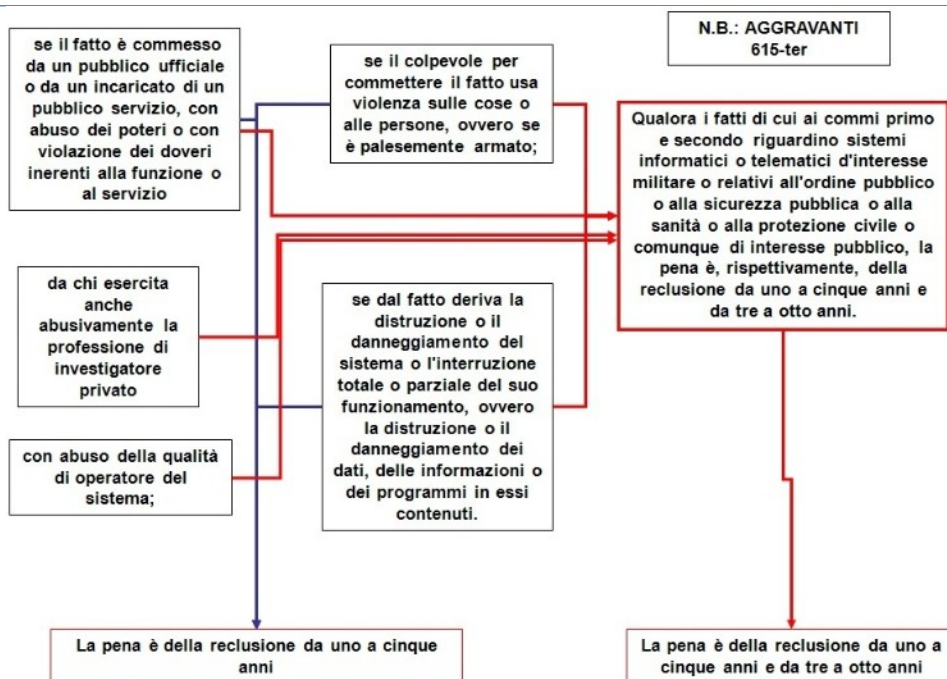 se il fatto è commesso
da un pubblico ufficiale
o da un incaricato di un
pubblico servizio, con
abuso dei poteri o con
violazione dei doveri
inerenti alla funzione o
al servizio
da chi esercita
anche
abusivamente la
professione di
investigatore
privato
con abuso della qualità
di operatore del
sistema;
se il colpevole per
commettere il fatto usa
violenza sulle cose o
alle persone, ovvero se
è palesemente armato;
se dal fatto deriva la
distruzione o il
danneggiamento del
sistema o l'interruzione
totale o parziale del suo
funzionamento, ovvero
la distruzione o il
danneggiamento dei
dati, delle informazioni o
dei programmi in essi
contenuti.
N.B.: AGGRAVANTI
615-ter
Qualora i fatti di cui ai commi primo
e secondo riguardino sistemi
informatici o telematici d'interesse
militare o relativi all'ordine pubblico
o alla sicurezza pubblica o alla
sanità o alla protezione civile o
comunque di interesse pubblico, la
pena è, rispettivamente, della
reclusione da uno a cinque anni e
da tre a otto anni.
La pena è della reclusione da uno a cinque
anni
La pena è della reclusione da uno a
cinque anni e da tre a otto anni